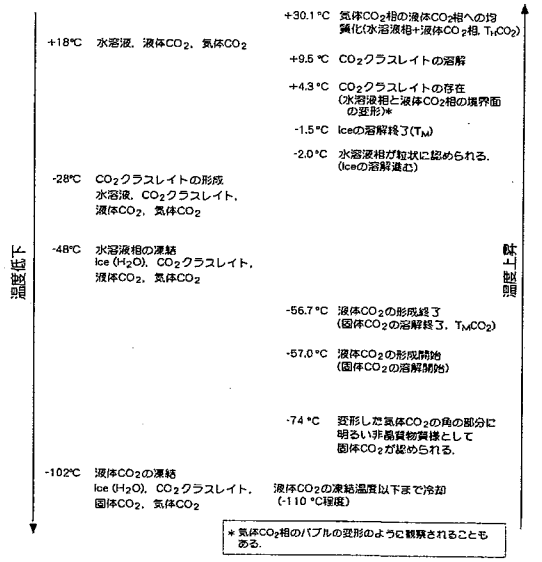 +30.1℃ 気体CO2相の液体CO2相への均
質化(水溶液相+液体CO2相, THCO2)
+18℃ 水溶液, 液体CO2, 気体CO2
+9.5 ℃ CO2クラスレイトの溶解
+4.3℃ CO2クラスレイトの存在
(水溶液相と液体CO2相の境界面
の変形)*
-1.5℃ Iceの溶解終了(TM)
-2.0℃ 水溶液相が粒状に認められる.
(Iceの溶解進む)
-28℃ CO2クラスレイトの形成
水溶液, CO2クラスレイト,
液体CO2, 気体CO2
-48℃ 水溶液相の凍結
Ice (H2O), CO2クラスレイト,
液体CO2, 気体CO2
温度低下
温度上昇
-56.7℃ 液体CO2の形成終了
(固体CO2の溶解終了, TMCO2)
-57.0℃ 液体CO2の形成開始
(固体CO2の溶解開始)
-74 ℃ 変形した気体CO2の角の部分に
明るい非晶質物質様として
固体CO2が認められる.
-102℃ 液体CO2の凍結
Ice (H2O), CO2クラスレイト,
固体CO2, 気体CO2
液体CO2の凍結温度以下まで冷却
(-110 ℃程度)
* 気体CO2相のバブルの変形のように観察されることも
ある.